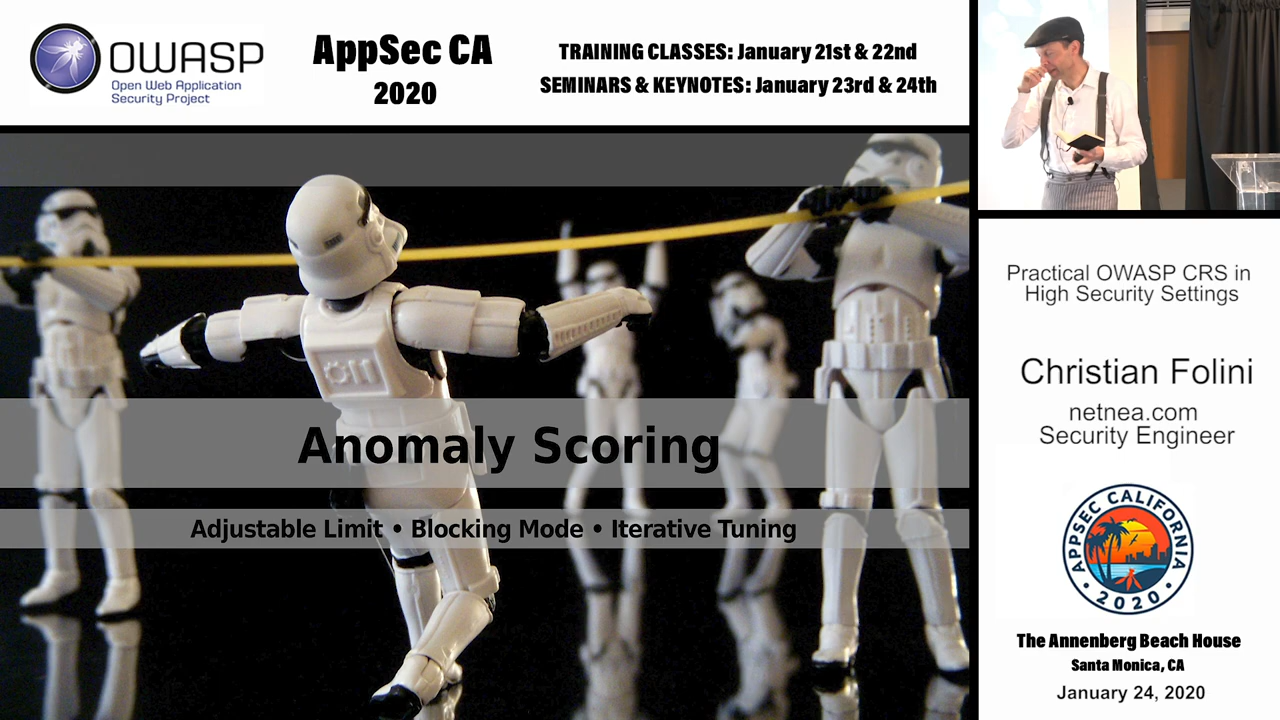 OWASP
Open Web Application
Security Project
AppSec CA
2020
TRAINING CLASSES: January 21st & 22nd
SEMINARS & KEYNOTES: January 23rd & 24th
Anomaly Scoring
Adjustable Limit • Blocking Mode • Iterative Tuning
Practical OWASP CRS in
High Security Settings
Christian Folini
netnea.com
Security Engineer
APPSEC CALIFORNIA
• 2020 •
The Annenberg Beach House
Santa Monica, CA
January 24, 2020